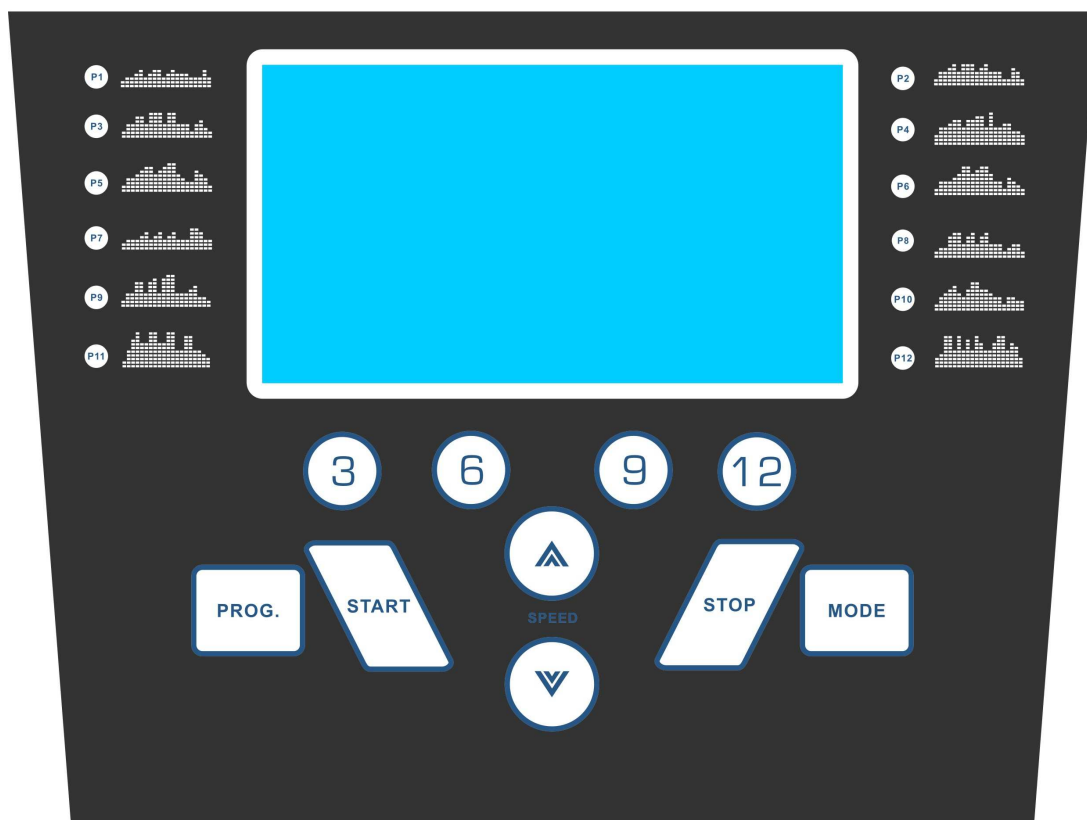 P1
P2
P3
P4
P5
P6
P7
P8
P9
P10
P11
P12
3 6 9 12
PROG. START SPEED STOP MODE